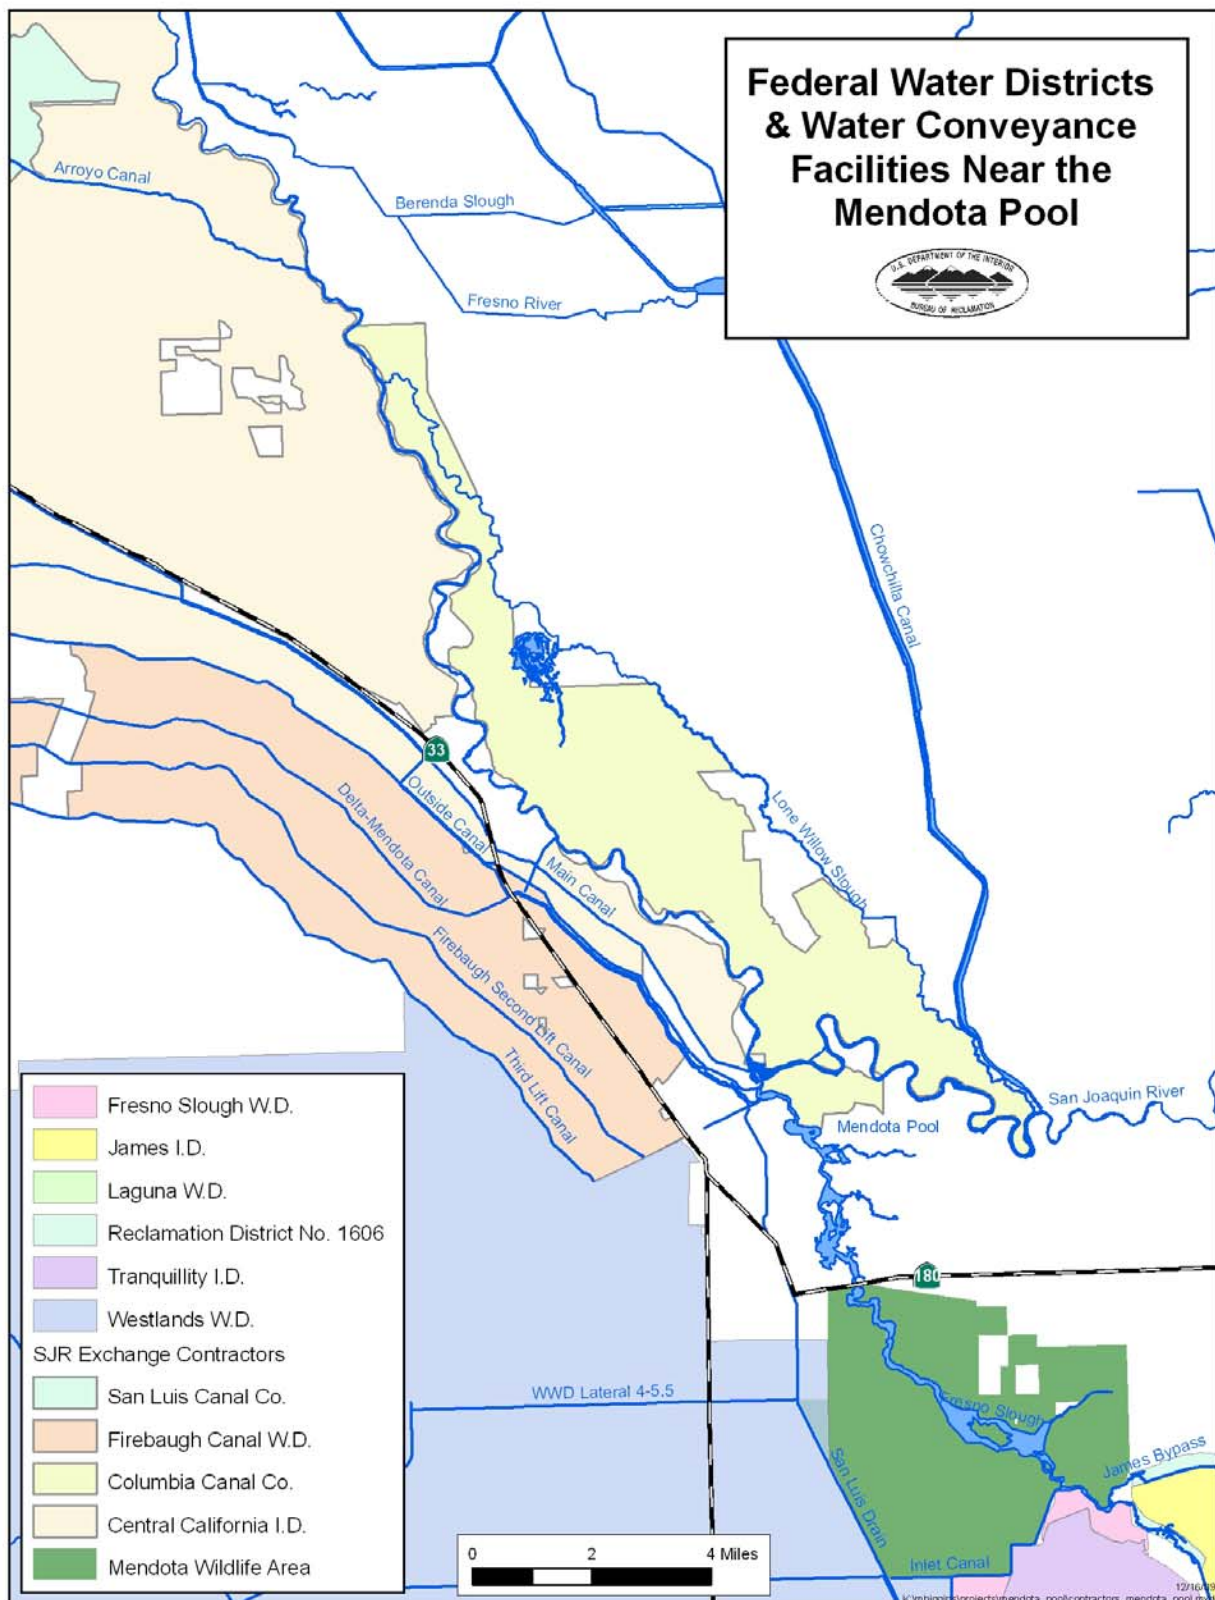 Federal Water Districts
& Water Conveyance
Facilities Near the
Mendota Pool
U.S. DEPARTMENT OF THE INTERIOR
BUREAU OF RECLAMATION
Arroyo Canal
Berenda Slough
Fresno River
Chowchilla Canal
33
Outside Canal
Delta-Mendota Canal
Main Canal
Lone Willow Slough
Firebaugh Second Lift Canal
Third Lift Canal
San Joaquin River
Mendota Pool
180
WWD Lateral 4-5.5
Fresno Slough
James Bypass
San Luis Drain
Inlet Canal
Fresno Slough W.D.
James I.D.
Laguna W.D.
Reclamation District No. 1606
Tranquillity I.D.
Westlands W.D.
SJR Exchange Contractors
San Luis Canal Co.
Firebaugh Canal W.D.
Columbia Canal Co.
Central California I.D.
Mendota Wildlife Area
0 2 4 Miles